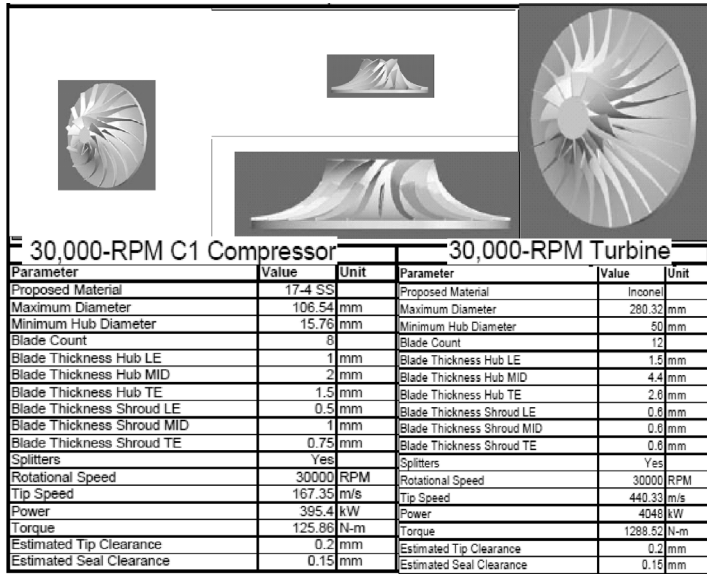 30,000-RPM C1 Compressor
Parameter Value Unit
Proposed Material 17-4 SS
Maximum Diameter 106.54 mm
Minimum Hub Diameter 15.76 mm
Blade Count 8
Blade Thickness Hub LE 1 mm
Blade Thickness Hub MID 2 mm
Blade Thickness Hub TE 1.5 mm
Blade Thickness Shroud LE 0.5 mm
Blade Thickness Shroud MID 1 mm
Blade Thickness Shroud TE 0.75 mm
Splitters Yes
Rotational Speed 30000 RPM
Tip Speed 167.35 m/s
Power 395.4 kW
Torque 125.86 N-m
Estimated Tip Clearance 0.2 mm
Estimated Seal Clearance 0.15 mm
30,000-RPM Turbine
Parameter Value Unit
Proposed Material Inconel
Maximum Diameter 280.32 mm
Minimum Hub Diameter 50 mm
Blade Count 12
Blade Thickness Hub LE 1.5 mm
Blade Thickness Hub MID 4.4 mm
Blade Thickness Hub TE 2.6 mm
Blade Thickness Shroud LE 0.6 mm
Blade Thickness Shroud MID 0.6 mm
Blade Thickness Shroud TE 0.6 mm
Splitters Yes
Rotational Speed 30000 RPM
Tip Speed 440.33 m/s
Power 4048 kW
Torque 1288.52 N-m
Estimated Tip Clearance 0.2 mm
Estimated Seal Clearance 0.15 mm